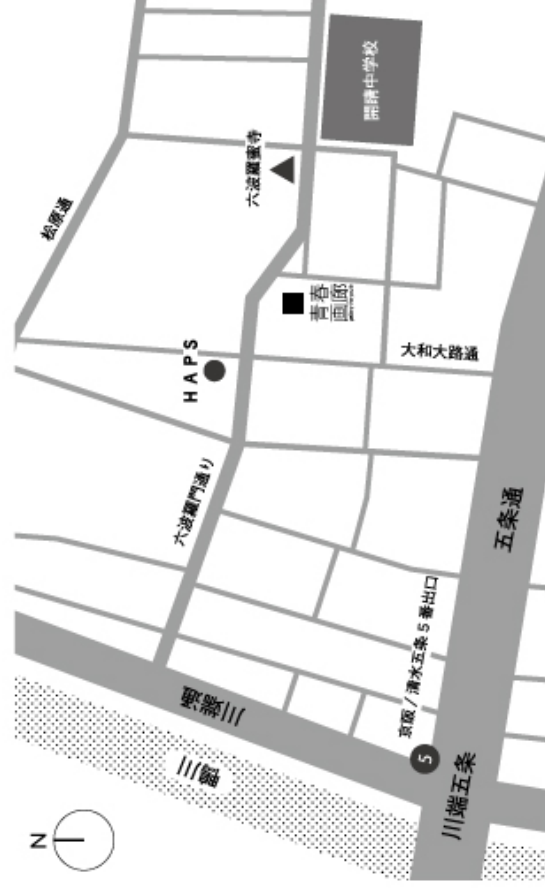 開睛中学校
六波羅蜜寺
松原通
青春
画廊
HAPS
大和大路通
六波羅門通り
五条通
京阪/清水五条5番出口
川端通
鴨川
5
川端五条
N